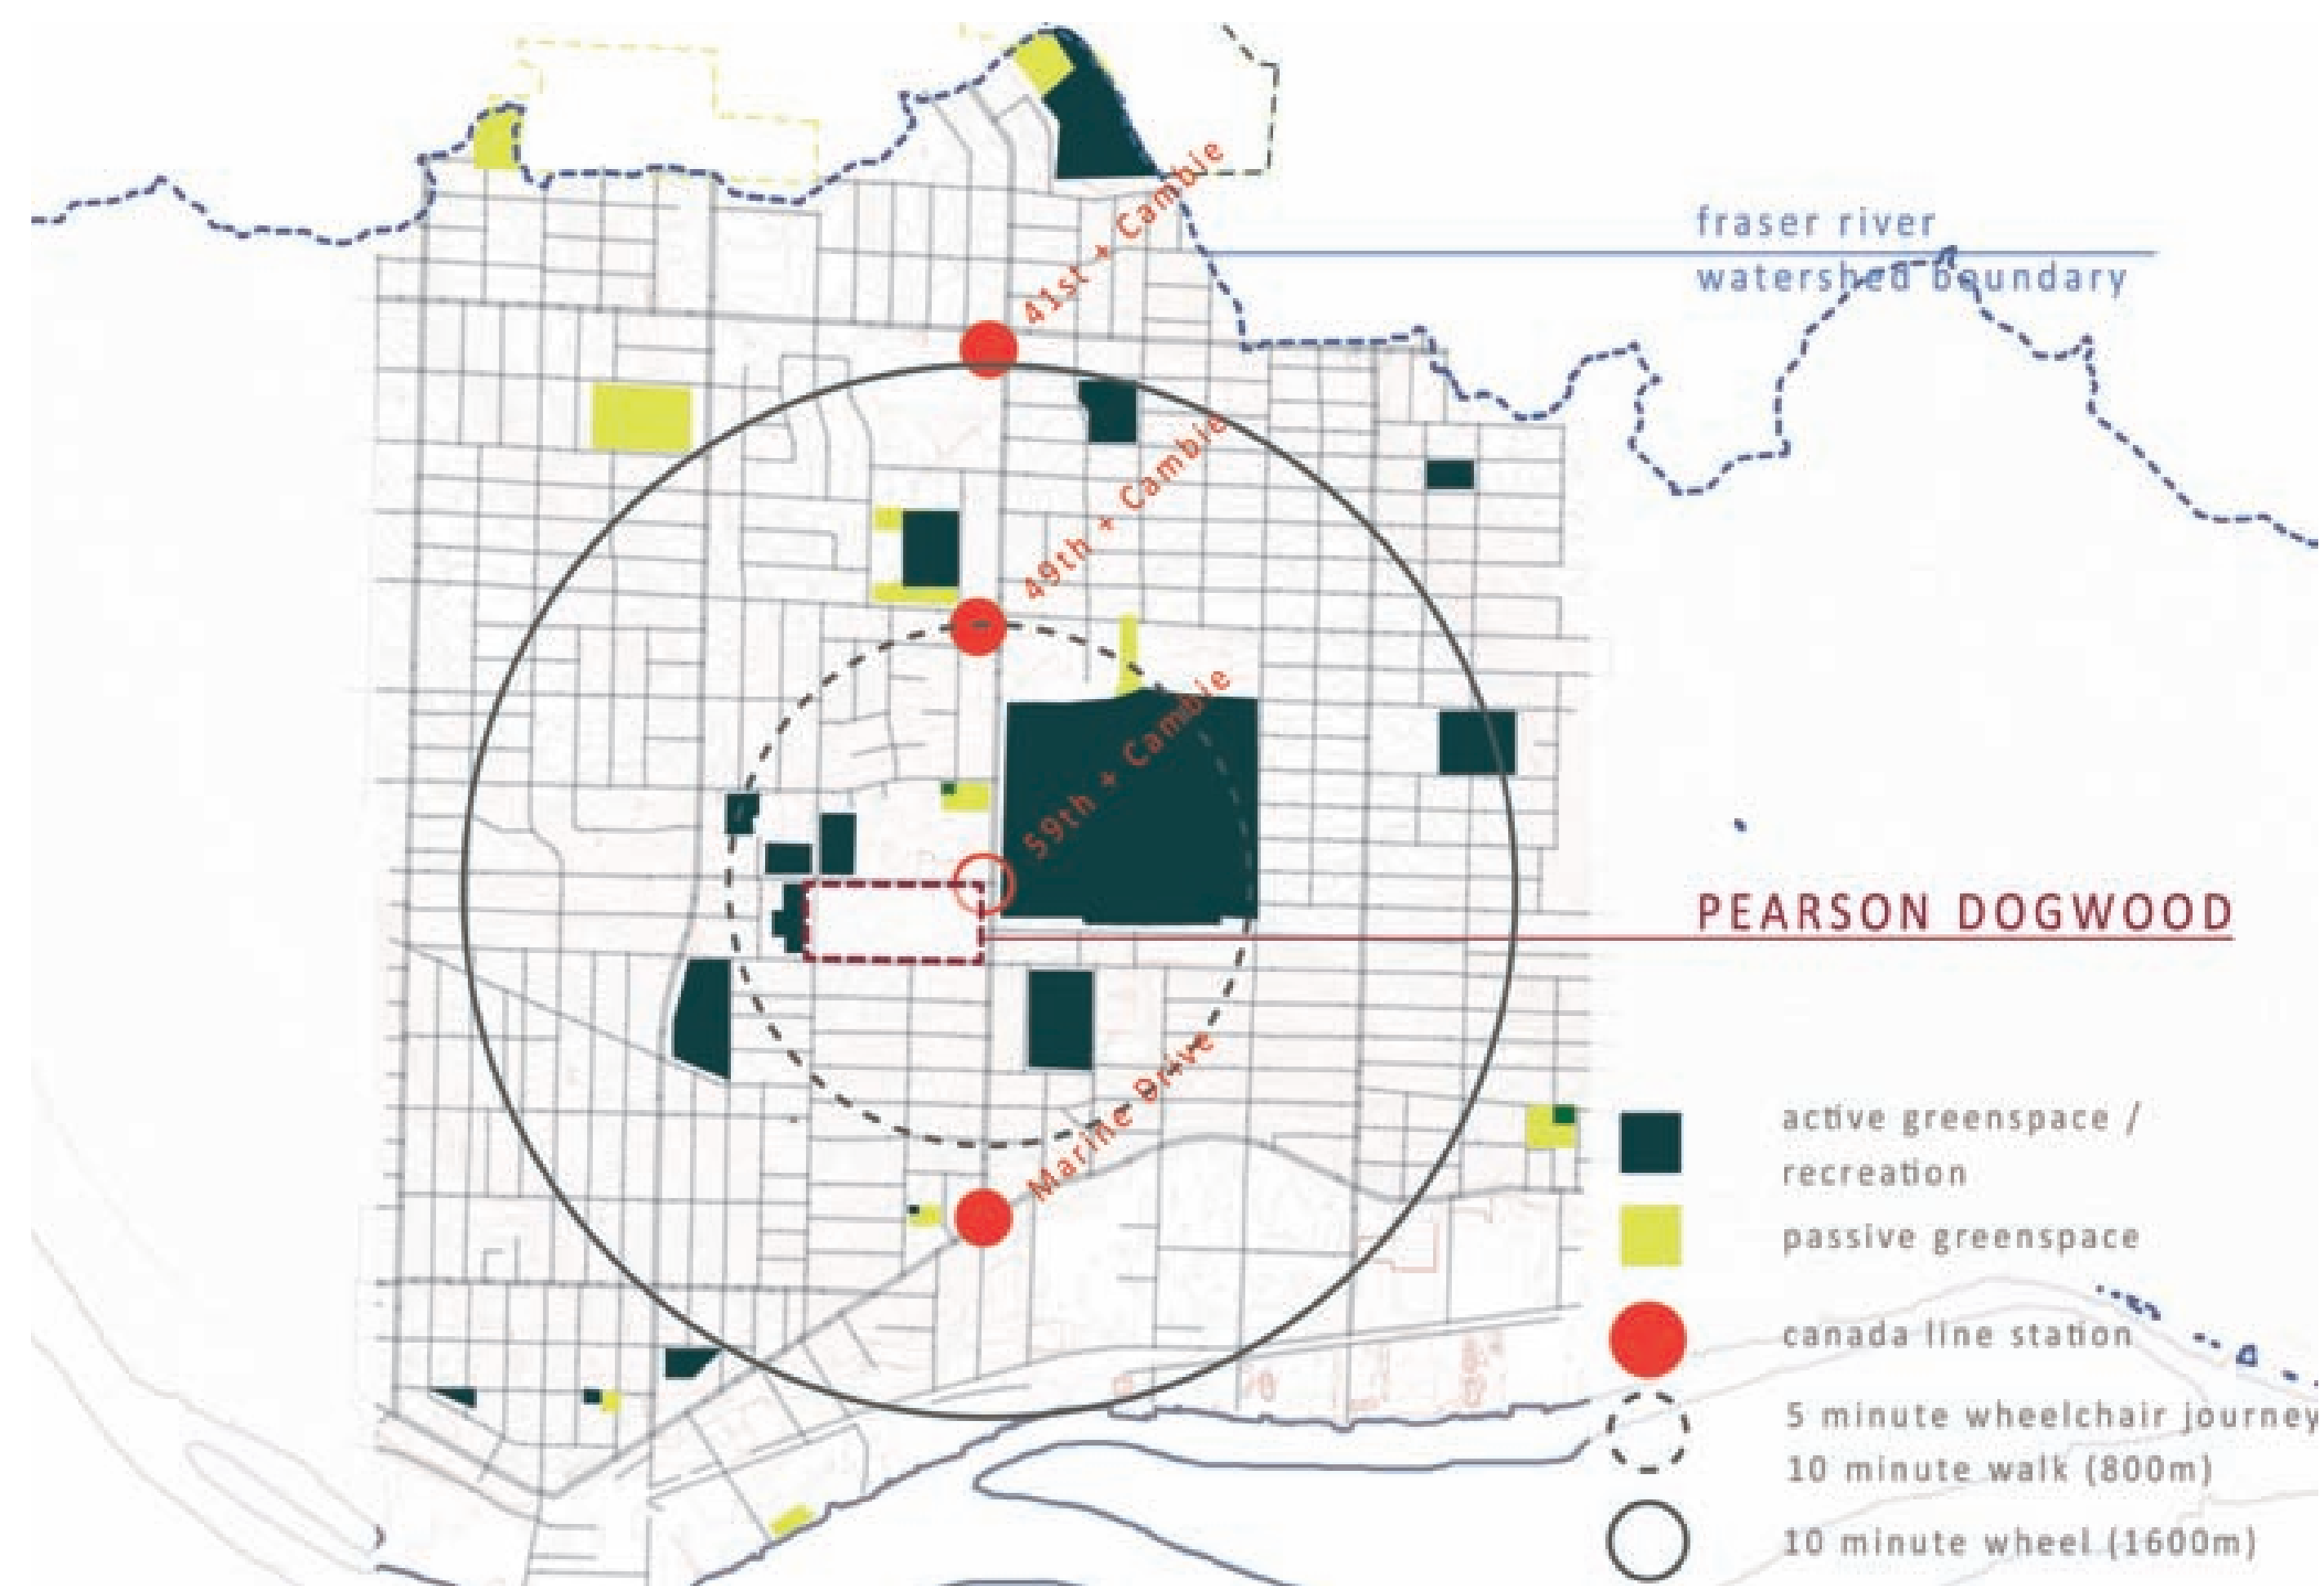 41st + Cambie
fraser river
watershed boundary
49th + Cambie
59th + Cambie
PEARSON DOGWOOD
Marine Drive
active greenspace /
recreation
passive greenspace
canada line station
5 minute wheelchair journey
10 minute walk (800m)
10 minute wheel (1600m)